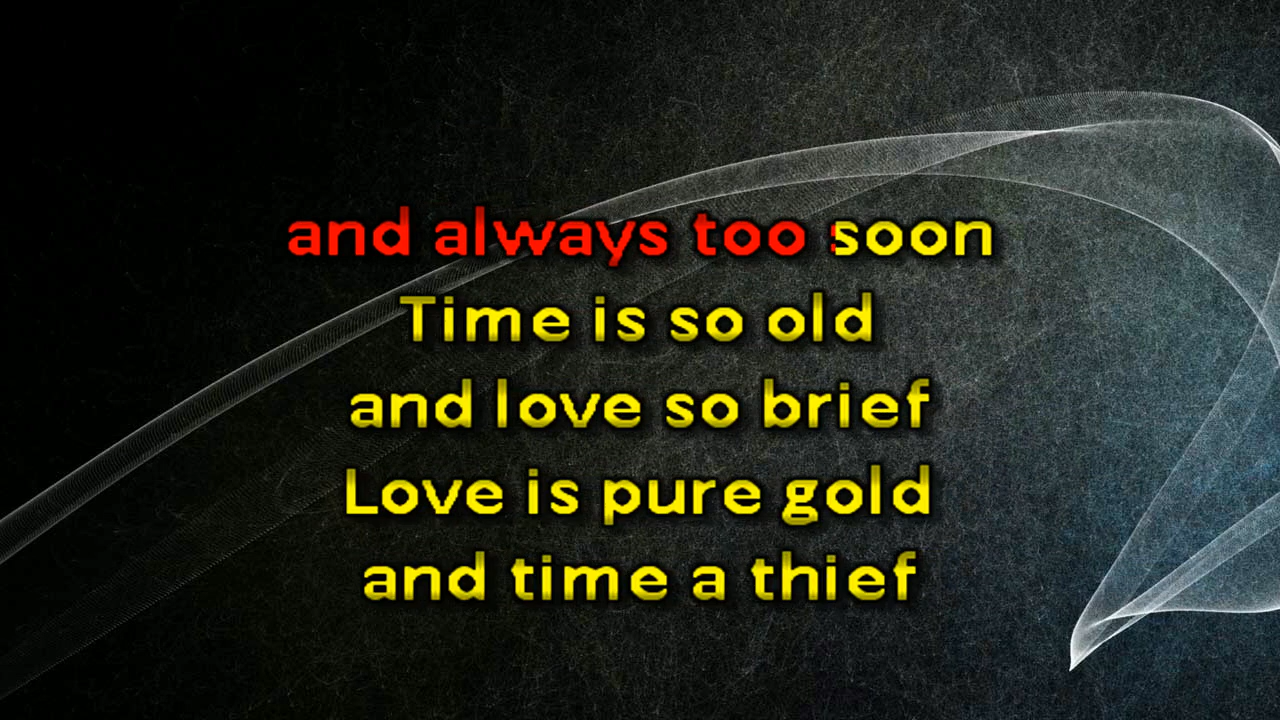 and always too soon
Time is so old
and love so brief
Love is pure gold
and time a thief